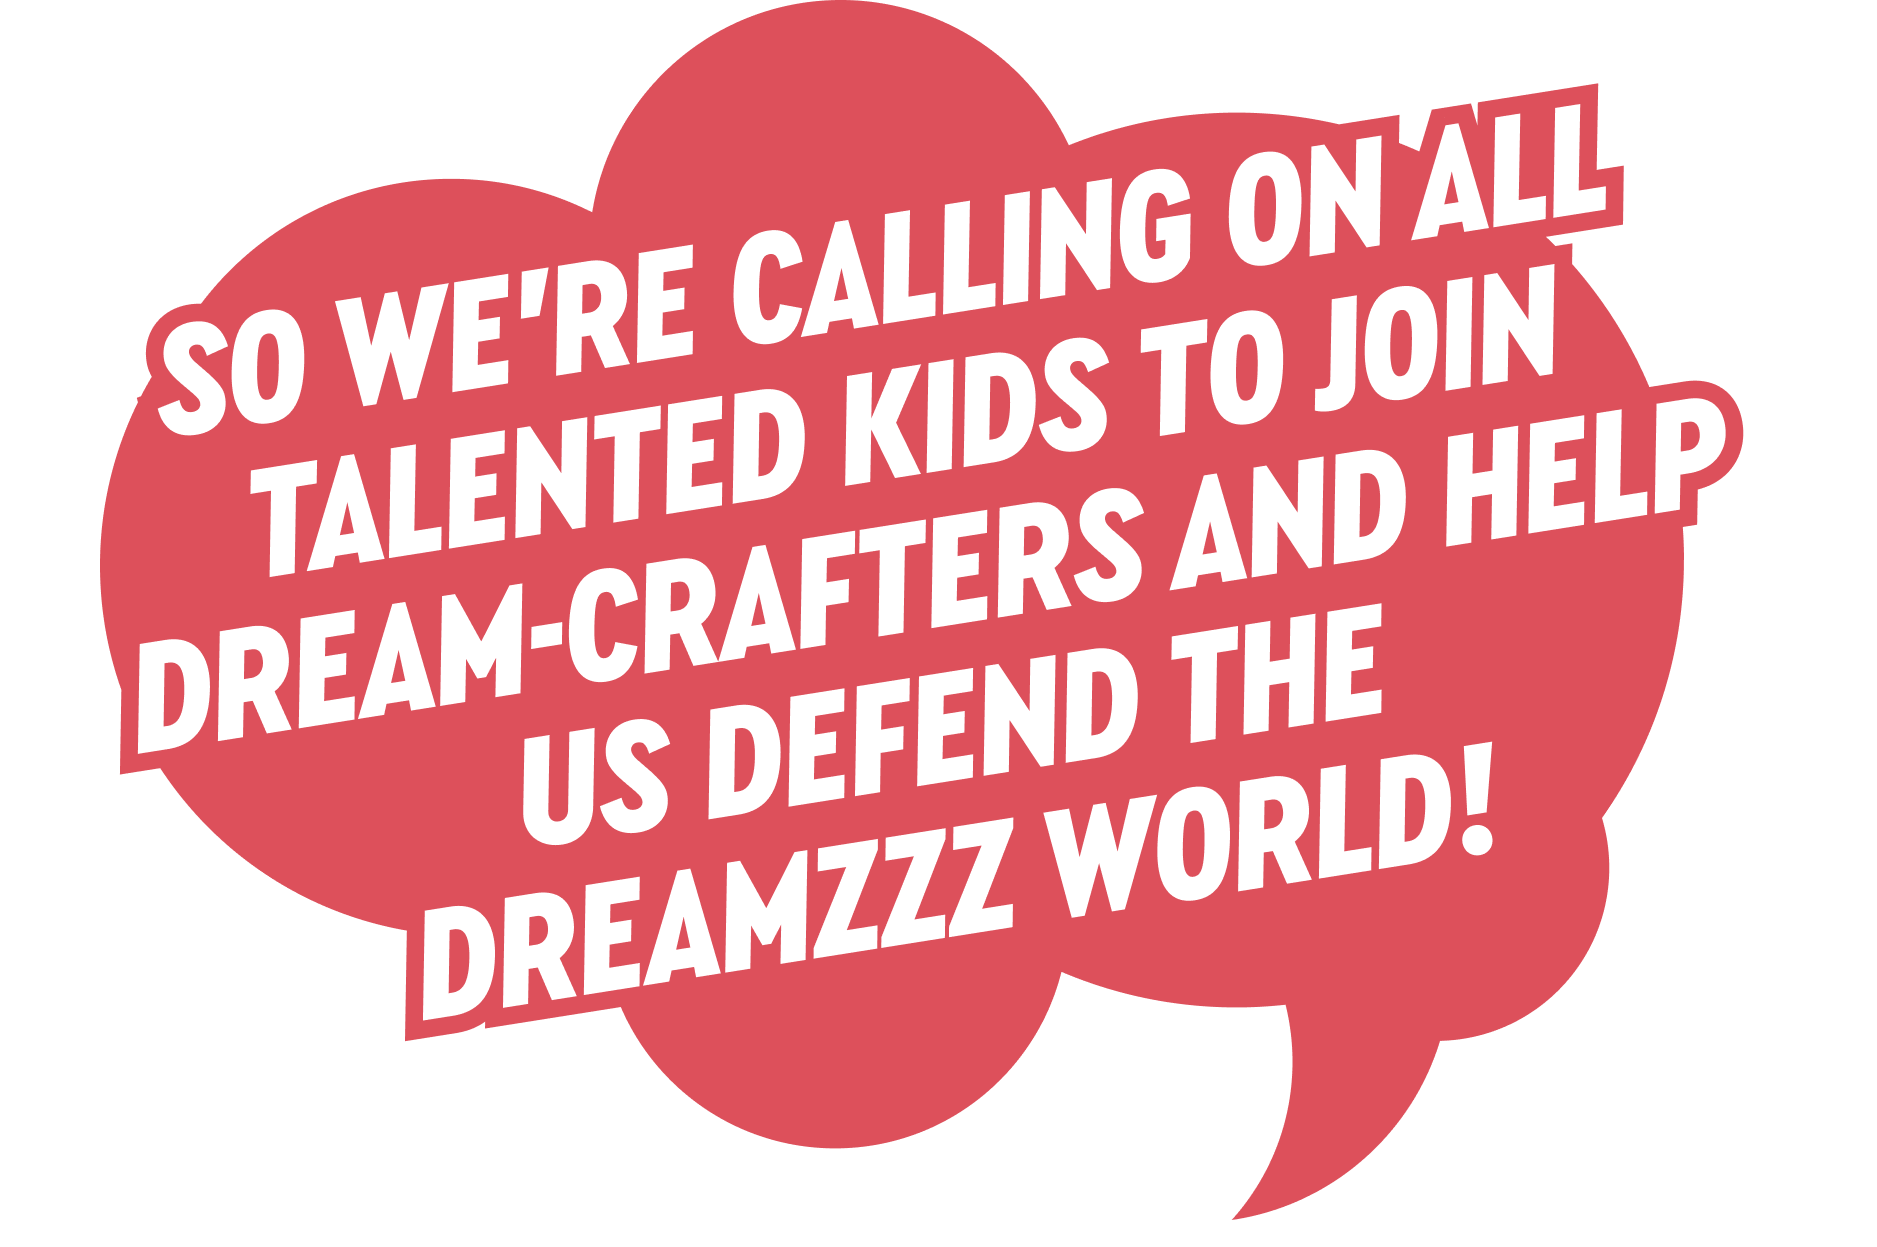 SO WE'RE CALLING ON ALL
TALENTED KIDS TO JOIN
DREAM-CRAFTERS AND HELP
US DEFEND THE
DREAMZZZ WORLD!